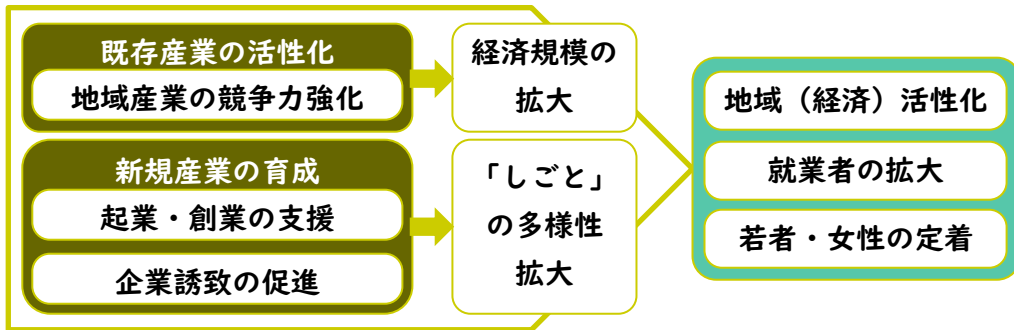 既存産業の活性化
地域産業の競争力強化
経済規模の
拡大
新規産業の育成
起業・創業の支援
企業誘致の促進
「しごと」
の多様性
拡大
地域（経済）活性化
就業者の拡大
若者・女性の定着